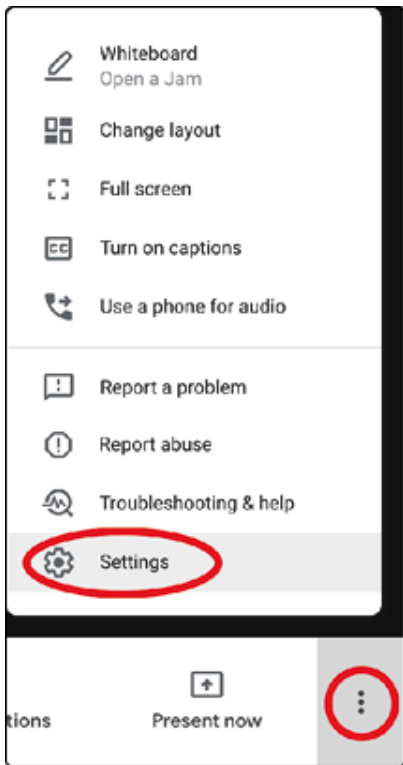 Whiteboard
Open a Jam
Change layout
Full screen
CC
Turn on captions
Use a phone for audio
Report a problem
Report abuse
Troubleshooting & help
Settings
tions
Present now